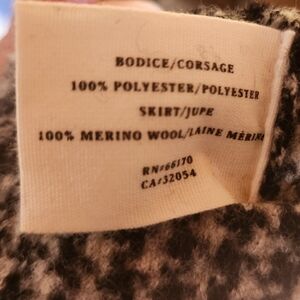 BODICE/CORSAGE
100% POLYESTER/POLYESTER
SKIRT/JUPE
100% MERINO WOOL/LAINE MÉRINO
RN#66170
CA#32054